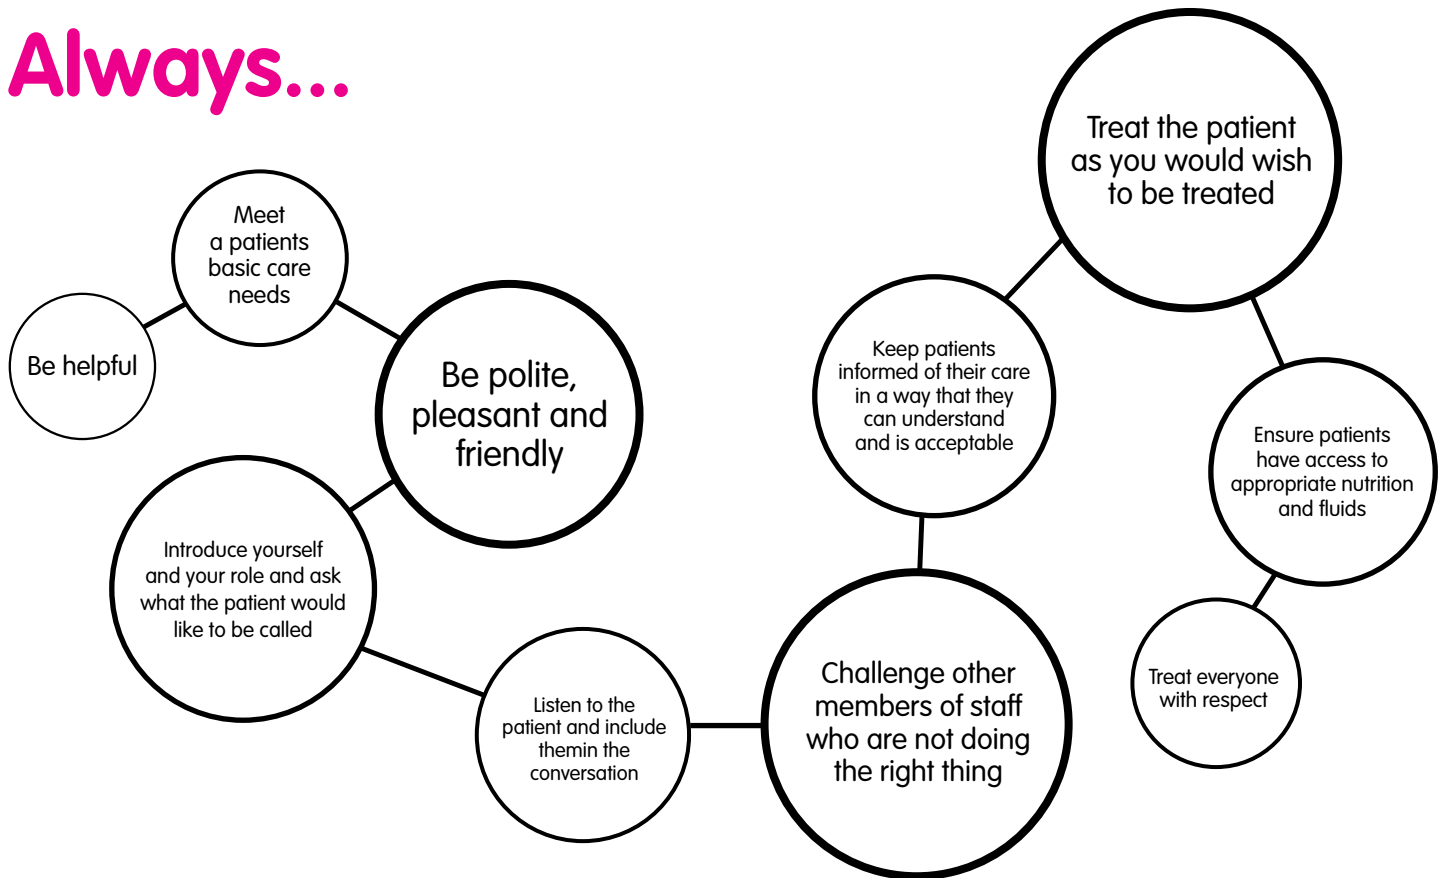 Always...
Be helpful
Meet
a patients
basic care
needs
Be polite,
pleasant and
friendly
Introduce yourself
and your role and ask
what the patient would
like to be called
Listen to the
patient and include
themin the
conversation
Challenge other
members of staff
who are not doing
the right thing
Keep patients
informed of their care
in a way that they
can understand
and is acceptable
Treat the patient
as you would wish
to be treated
Ensure patients
have access to
appropriate nutrition
and fluids
Treat everyone
with respect